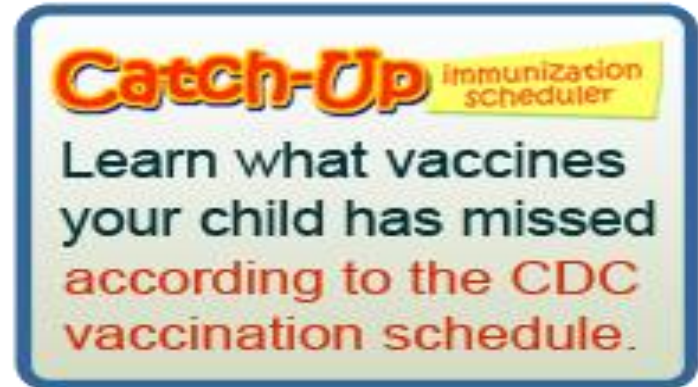 Catch-Up immunization
scheduler
Learn what vaccines
your child has missed
according to the CDC
vaccination schedule.